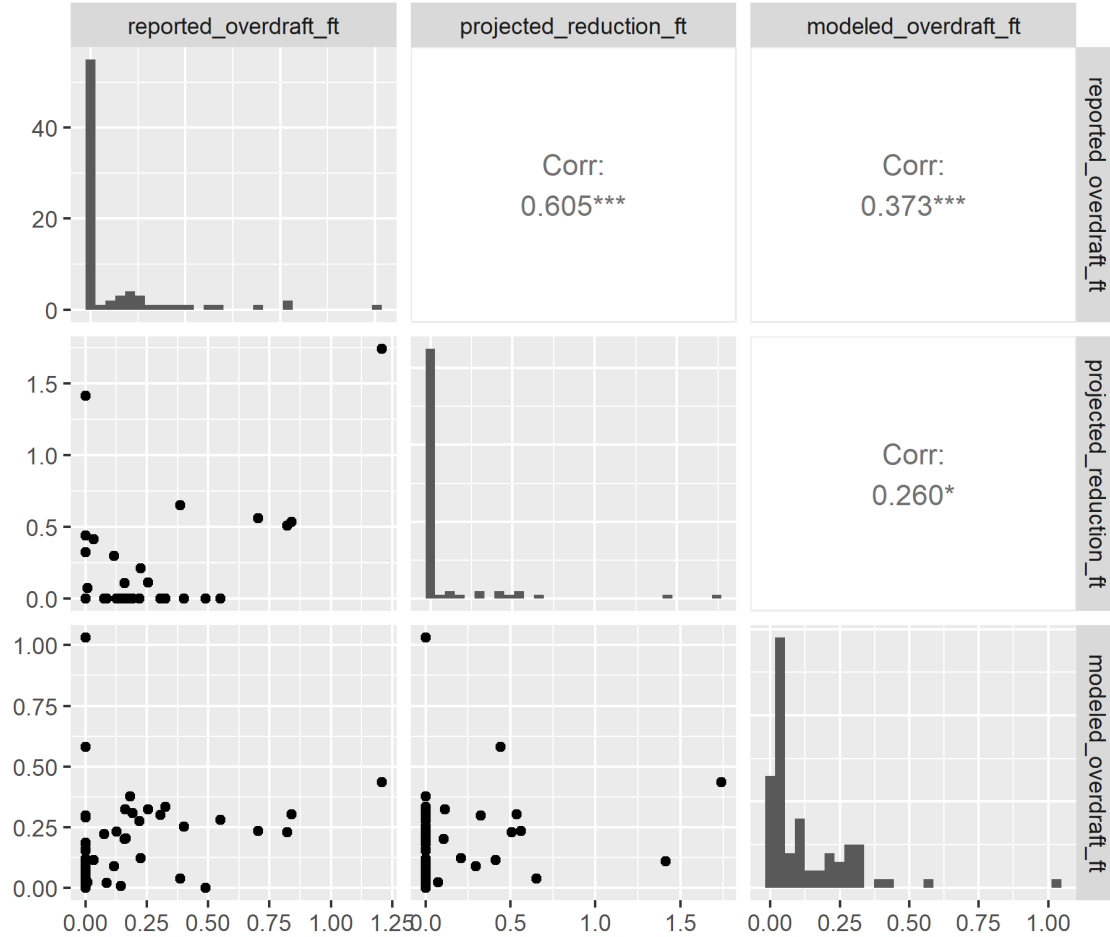 reported_overdraft_ft
projected_reduction_ft
modeled_overdraft_ft
40
20
0
Corr:
0.605***
Corr:
0.373***
reported_overdraft_ft
1.5
1.0
0.5
0.0
Corr:
0.260*
projected_reduction_ft
1.00
0.75
0.50
0.25
0.00
modeled_overdraft_ft
0.00 0.25 0.50 0.75 1.00 1.25
0.0 0.5 1.0 1.5
0.00 0.25 0.50 0.75 1.00